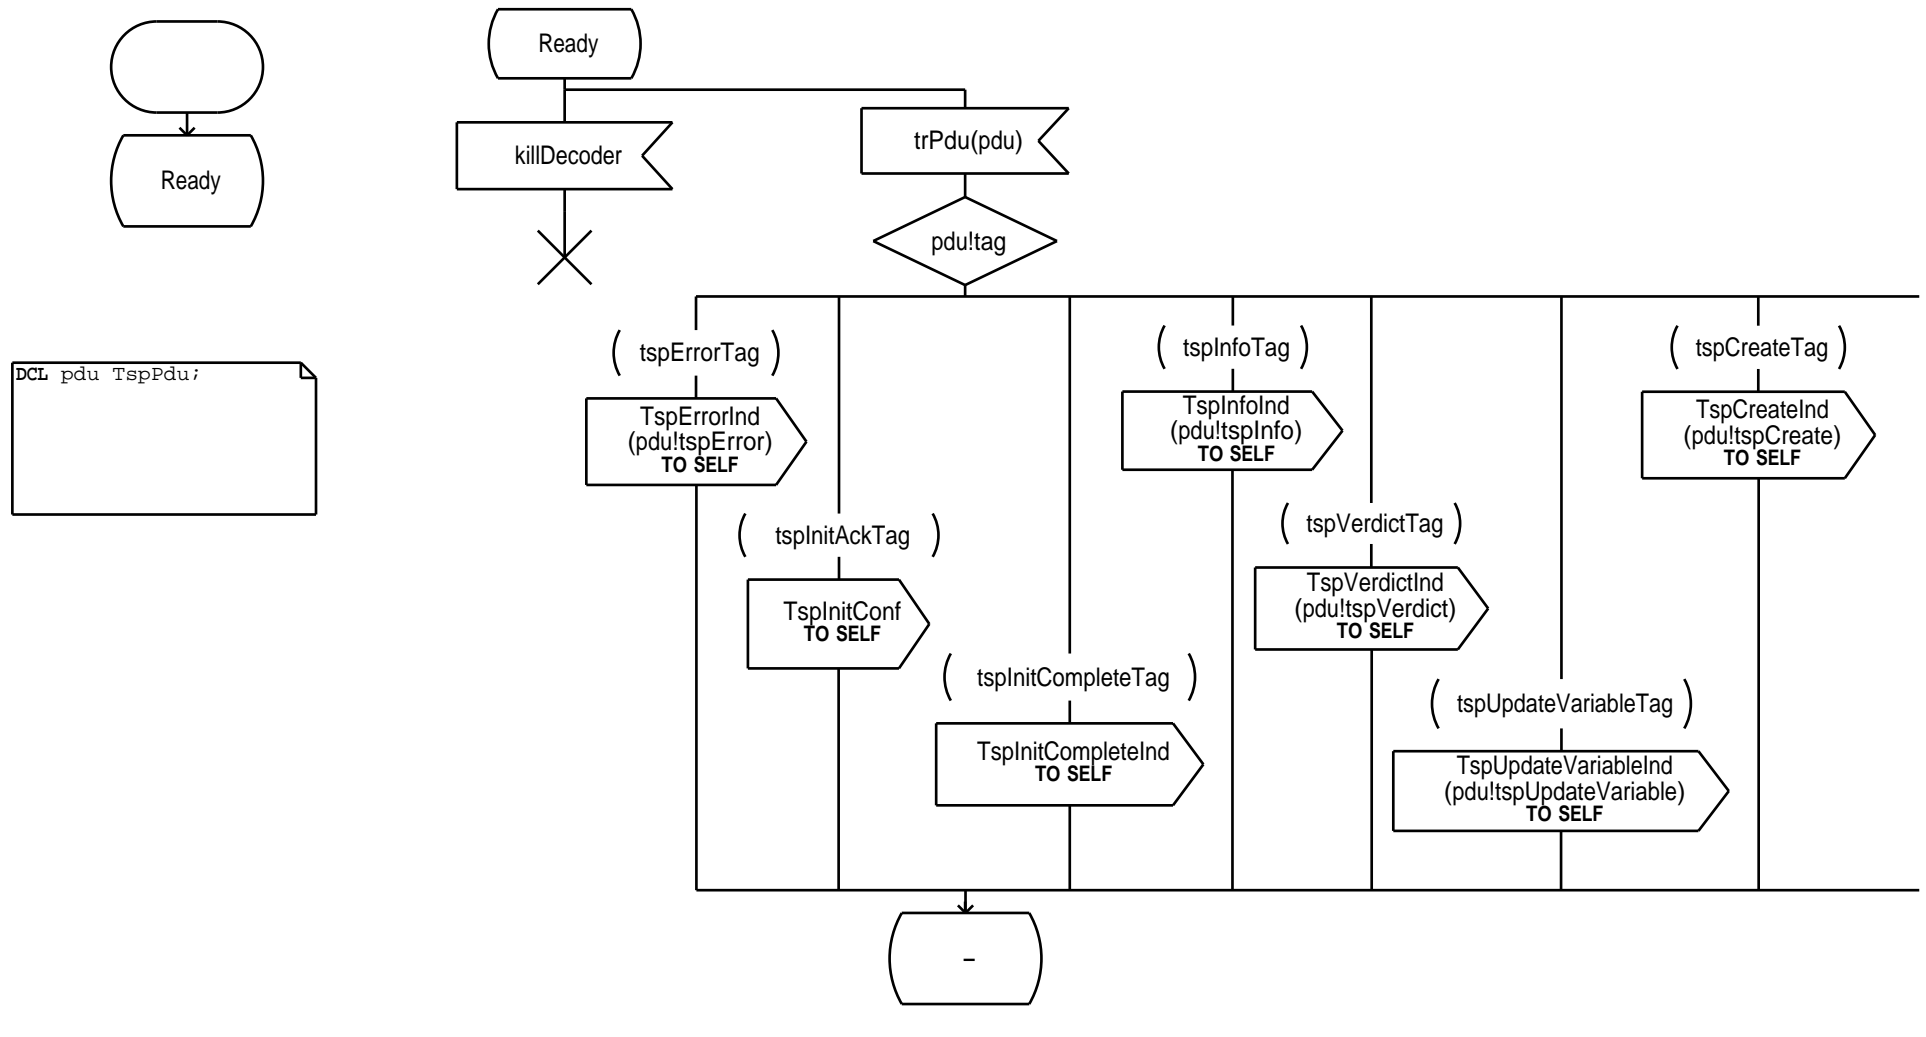 Ready
Ready
killDecoder
trPdu(pdu)
pdu!tag
DCL pdu TspPdu;
( tspErrorTag )
TspErrorInd
(pdu!tspError)
TO SELF
( tspInitAckTag )
TspInitConf
TO SELF
( tspInitCompleteTag )
TspInitCompleteInd
TO SELF
( tspInfoTag )
TspInfoInd
(pdu!tspInfo)
TO SELF
( tspVerdictTag )
TspVerdictInd
(pdu!tspVerdict)
TO SELF
( tspUpdateVariableTag )
TspUpdateVariableInd
(pdu!tspUpdateVariable)
TO SELF
( tspCreateTag )
TspCreateInd
(pdu!tspCreate)
TO SELF
–